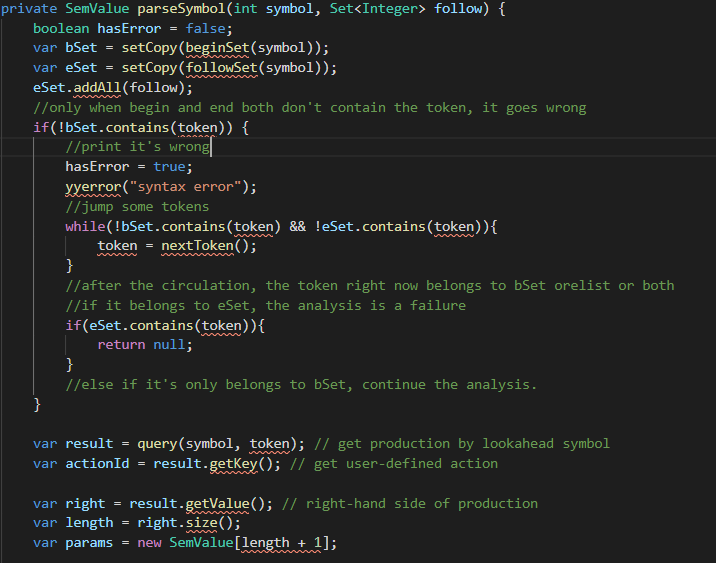 private SemValue parseSymbol(int symbol, Set<Integer> follow) {
boolean hasError = false;
var bSet = setCopy(beginSet(symbol));
var eSet = setCopy(followSet(symbol));
eSet.addAll(follow);
//only when begin and end both don't contain the token, it goes wrong
if(!bSet.contains(token)) {
//print it's wrong
hasError = true;
yyerror("syntax error");
//jump some tokens
while(!bSet.contains(token) && !eSet.contains(token)){
token = nextToken();
}
//after the circulation, the token right now belongs to bSet orelist or both
//if it belongs to eSet, the analysis is a failure
if(eSet.contains(token)){
return null;
}
//else if it's only belongs to bSet, continue the analysis.
}
var result = query(symbol, token); // get production by lookahead symbol
var actionId = result.getKey(); // get user-defined action
var right = result.getValue(); // right-hand side of production
var length = right.size();
var params = new SemValue[length + 1];